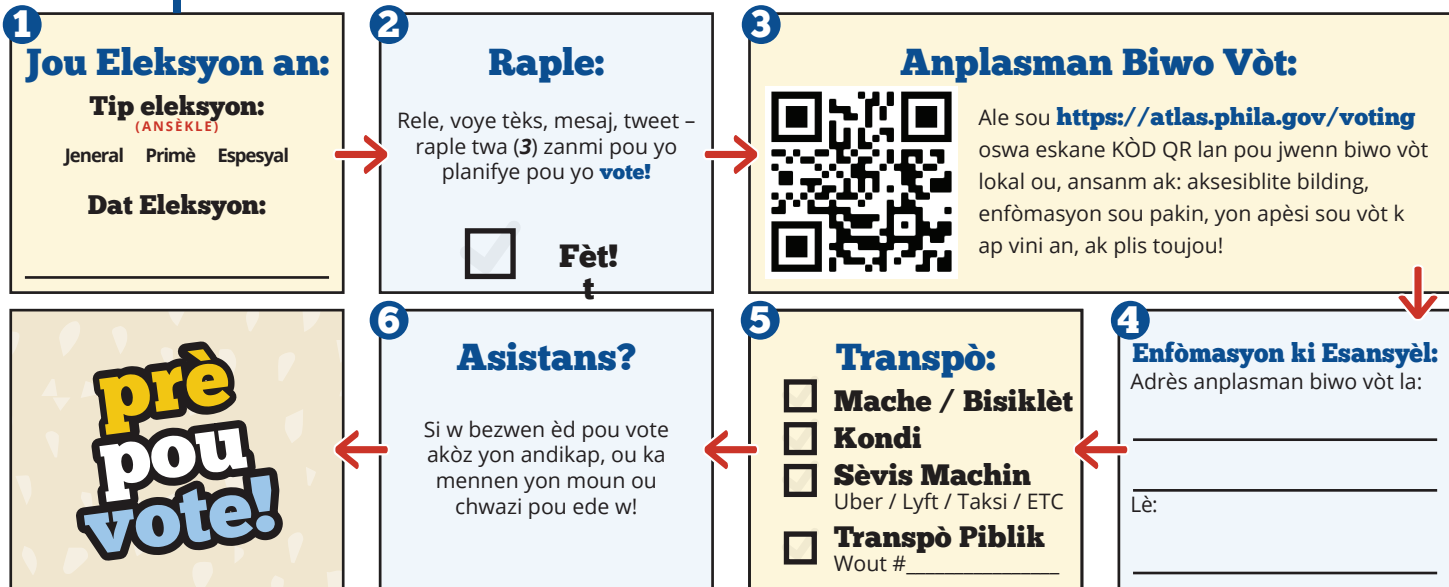 1
Jou Eleksyon an:
Tip eleksyon:
(ANSÈKLE)
Jeneral Primè Espesyal
Dat Eleksyon:
2
Raple:
Rele, voye tèks, mesaj, tweet –
raple twa (3) zanmi pou yo
planifye pou yo vote!
Fèt!
t
3
Anplasman Biwo Vòt:
Ale sou https://atlas.phila.gov/voting
oswa eskane KÒD QR lan pou jwenn biwo vòt
lokal ou, ansanm ak: aksesiblite bilding,
enfòmasyon sou pakin, yon apèsi sou vòt k
ap vini an, ak plis toujou!
4
Enfòmasyon ki Esansyèl:
Adrès anplasman biwo vòt la:
Lè:
5
Transpò:
Mache / Bisiklèt
Kondi
Sèvis Machin
Uber / Lyft / Taksi / ETC
Transpò Piblik
Wout #________________
6
Asistans?
Si w bezwen èd pou vote
akòz yon andikap, ou ka
mennen yon moun ou
chwazi pou ede w!
prè
pou
vote!